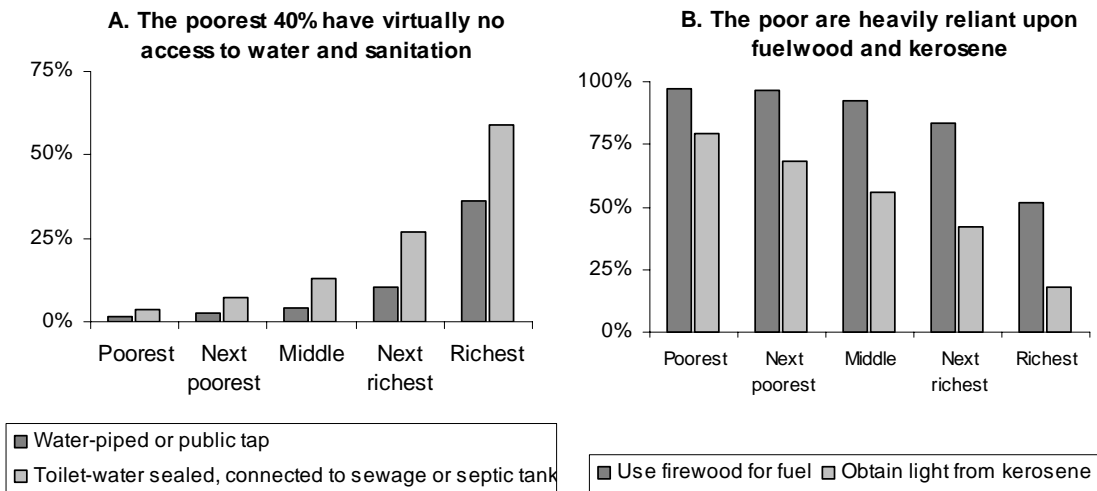 A. The poorest 40% have virtually no
access to water and sanitation
75%
50%
25%
0%
Poorest Next poorest Middle Next richest Richest
Water-piped or public tap
Toilet-water sealed, connected to sewage or septic tank
B. The poor are heavily reliant upon
fuelwood and kerosene
100%
75%
50%
25%
0%
Poorest Next poorest Middle Next richest Richest
Use firewood for fuel Obtain light from kerosene